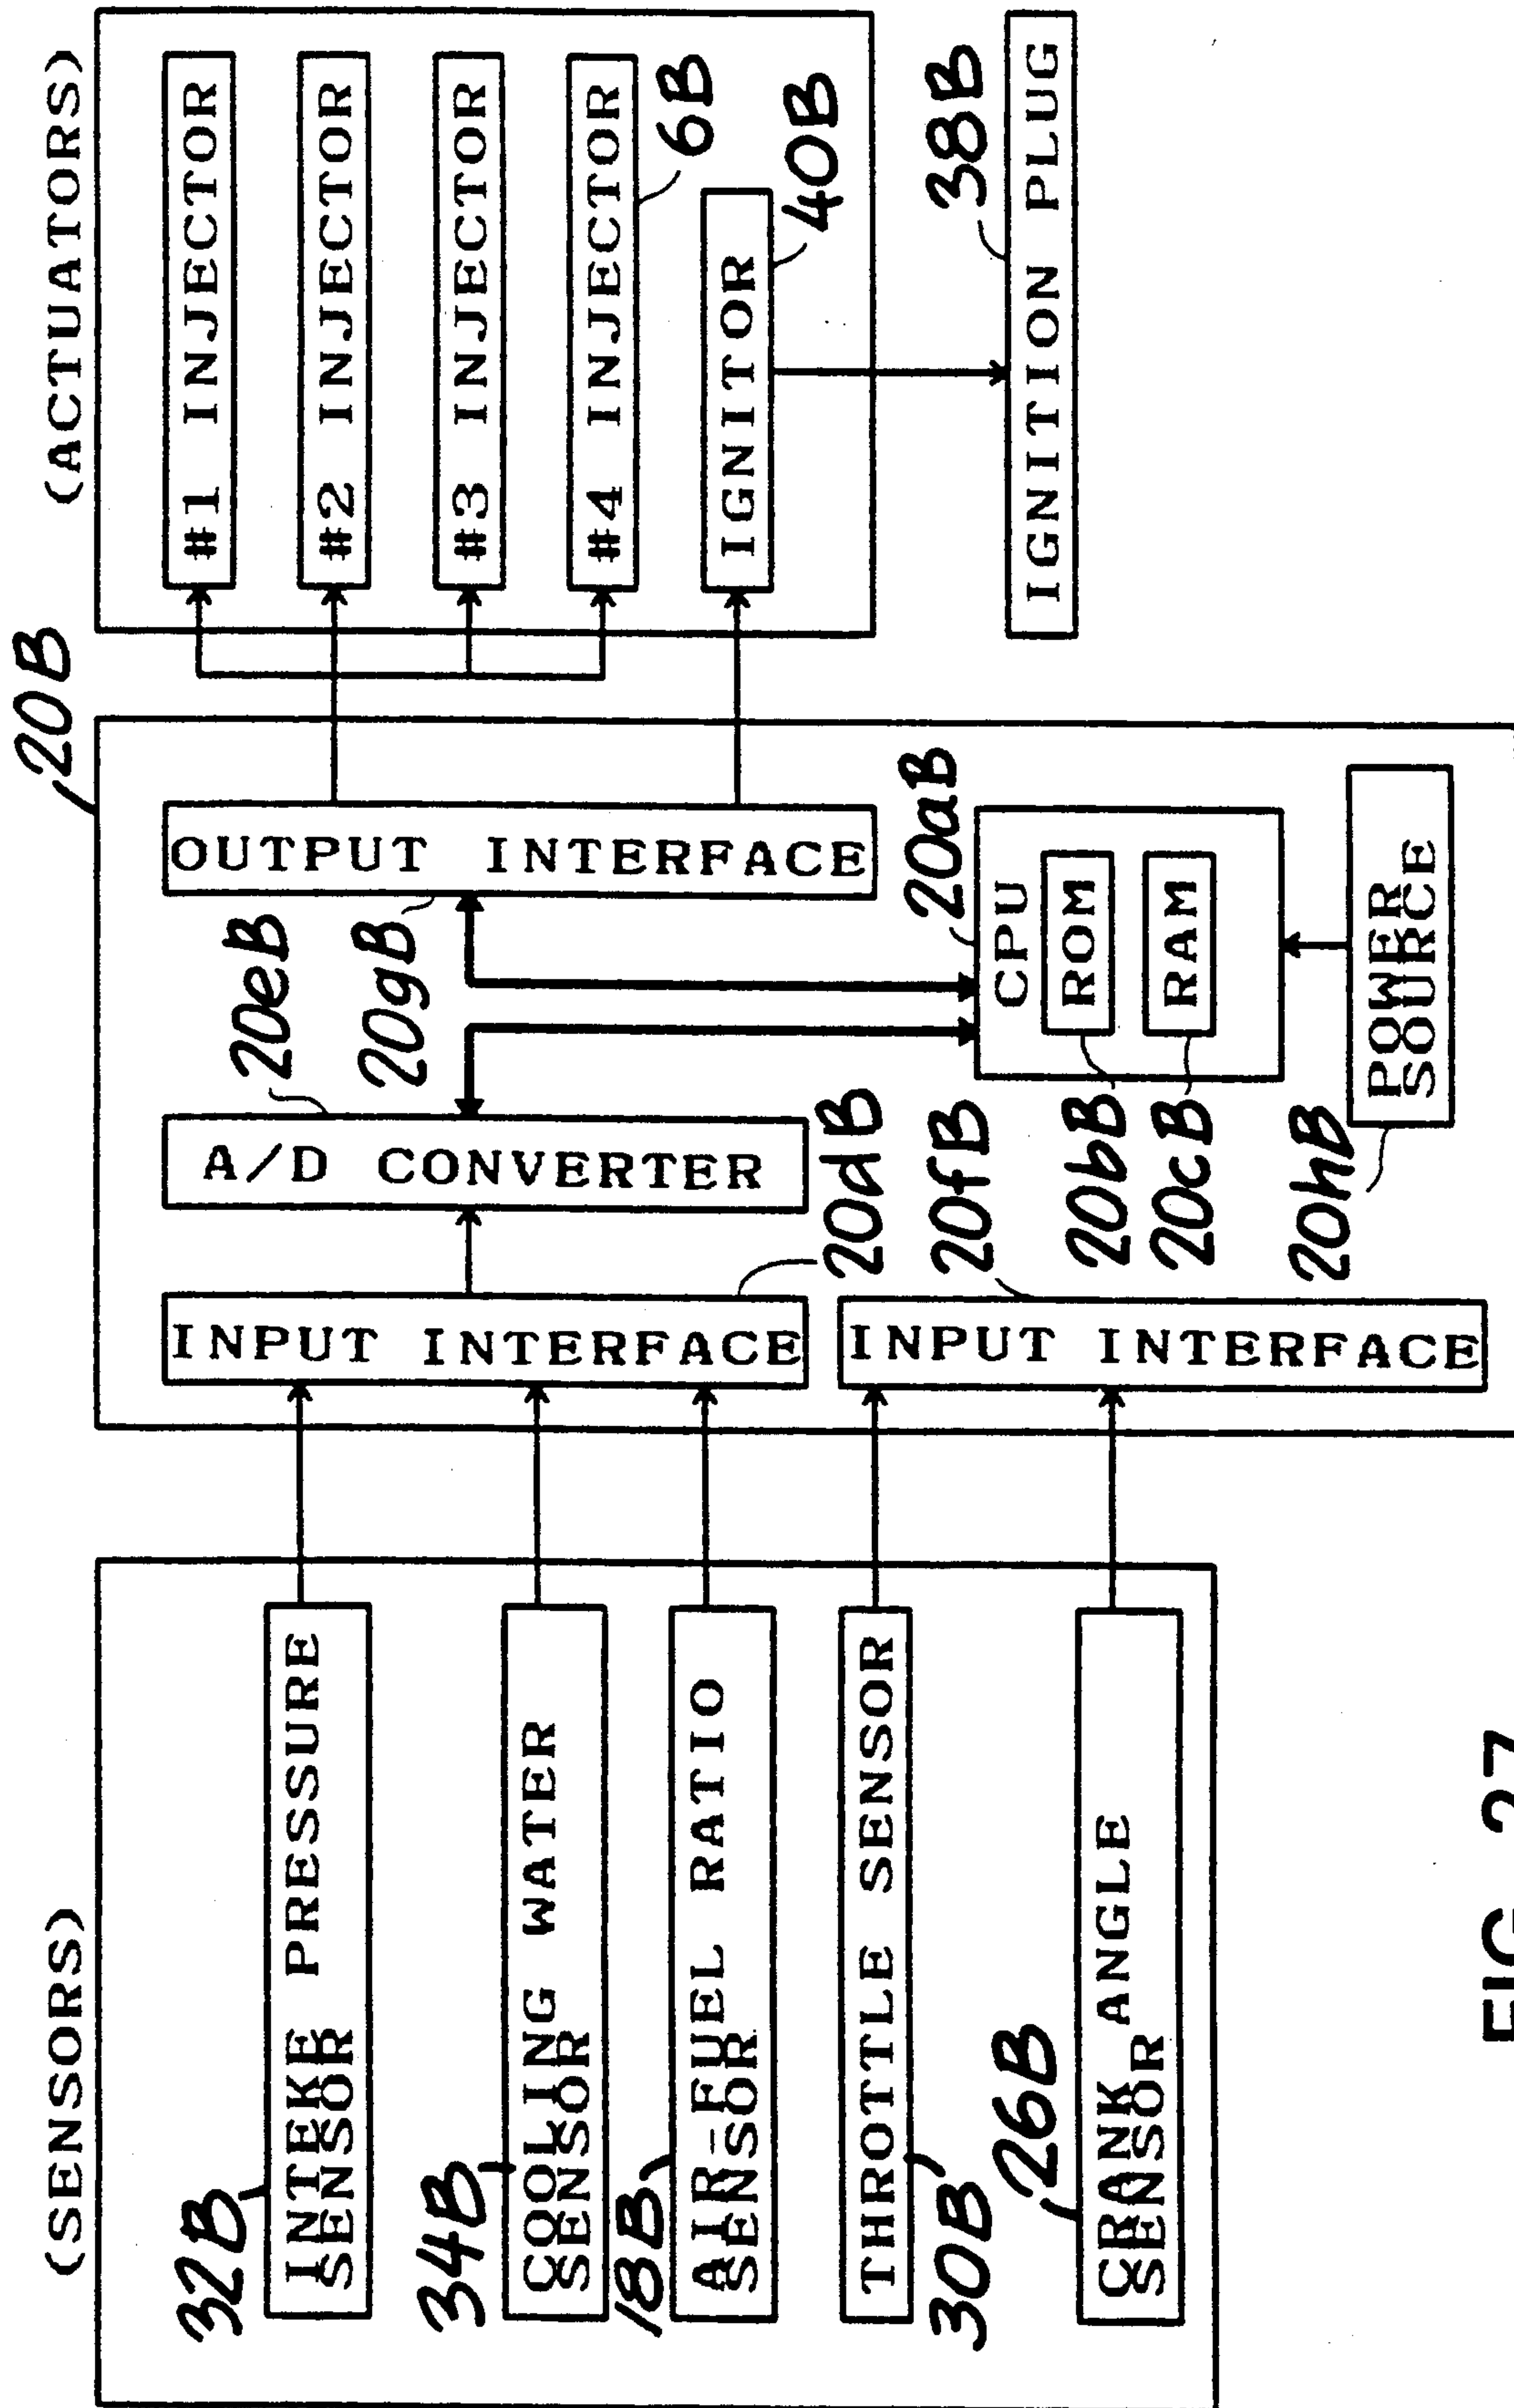 (SENSORS)
32B
INTEKE PRESSURE
SENSOR
34B
COOLING WATER
SENSOR
18B
AIR-FUEL RATIO
SENSOR
THROTTLE SENSOR
30B
26B
CRANK ANGLE
SENSOR
20B
INPUT INTERFACE
20dB
INPUT INTERFACE
20fB
A/D CONVERTER
20eB
OUTPUT INTERFACE
20gB
CPU
20aB
ROM
20bB
RAM
20cB
POWER
SOURCE
20hB
(ACTUATORS)
#1 INJECTOR
#2 INJECTOR
#3 INJECTOR
#4 INJECTOR
6B
IGNITOR
40B
IGNITION PLUG
38B
FIG. 27